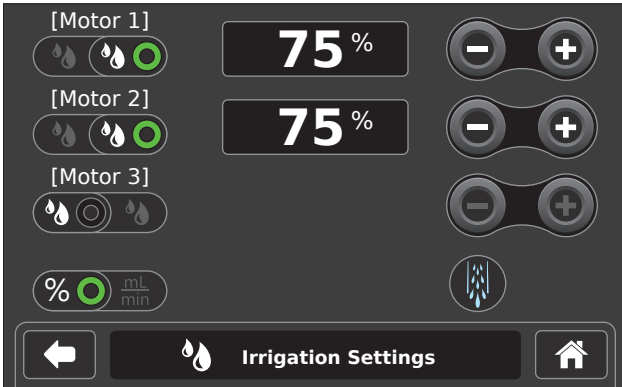 [Motor 1]
75 %
[Motor 2]
75 %
[Motor 3]
% mL/min
Irrigation Settings